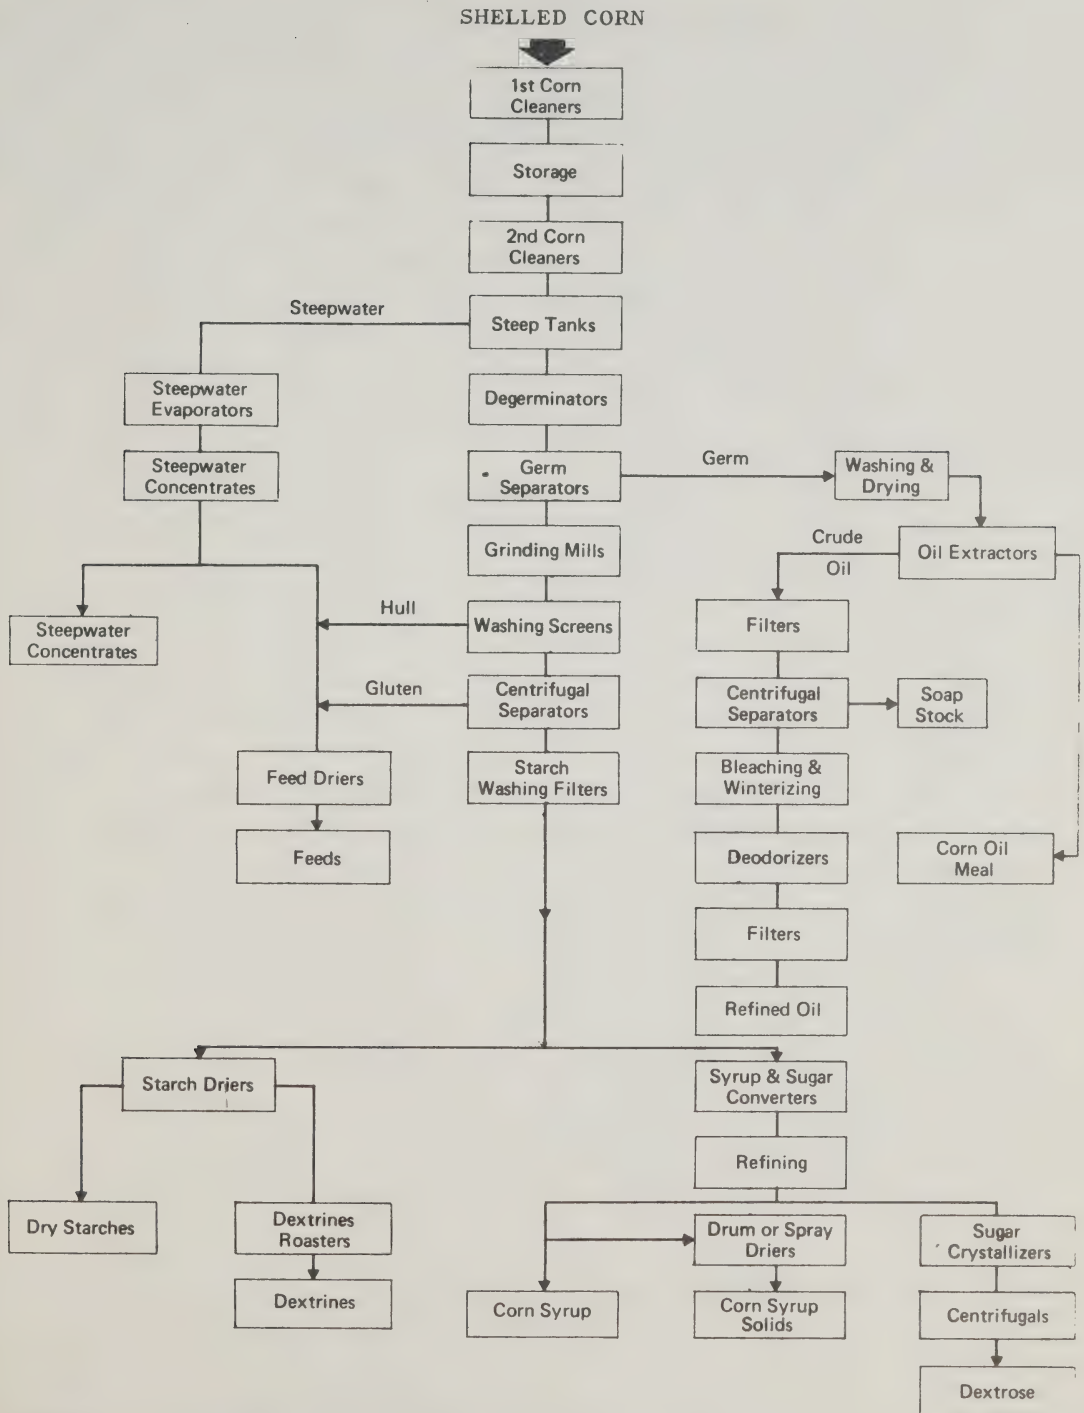 SHELLED CORN
1st Corn
Cleaners
Storage
2nd Corn
Cleaners
Steepwater
Steep Tanks
Steepwater
Evaporators
Degerminators
Steepwater
Concentrates
Germ
Separators
Germ
Washing &
Drying
Grinding Mills
Crude
Oil
Oil Extractors
Steepwater
Concentrates
Hull
Washing Screens
Filters
Gluten
Centrifugal
Separators
Centrifugal
Separators
Soap
Stock
Feed Driers
Starch
Washing Filters
Bleaching &
Winterizing
Feeds
Deodorizers
Corn Oil
Meal
Filters
Refined Oil
Starch Driers
Syrup & Sugar
Converters
Refining
Dry Starches
Dextrines
Roasters
Drum or Spray
Driers
Sugar
Crystallizers
Dextrines
Corn Syrup
Corn Syrup
Solids
Centrifugals
Dextrose